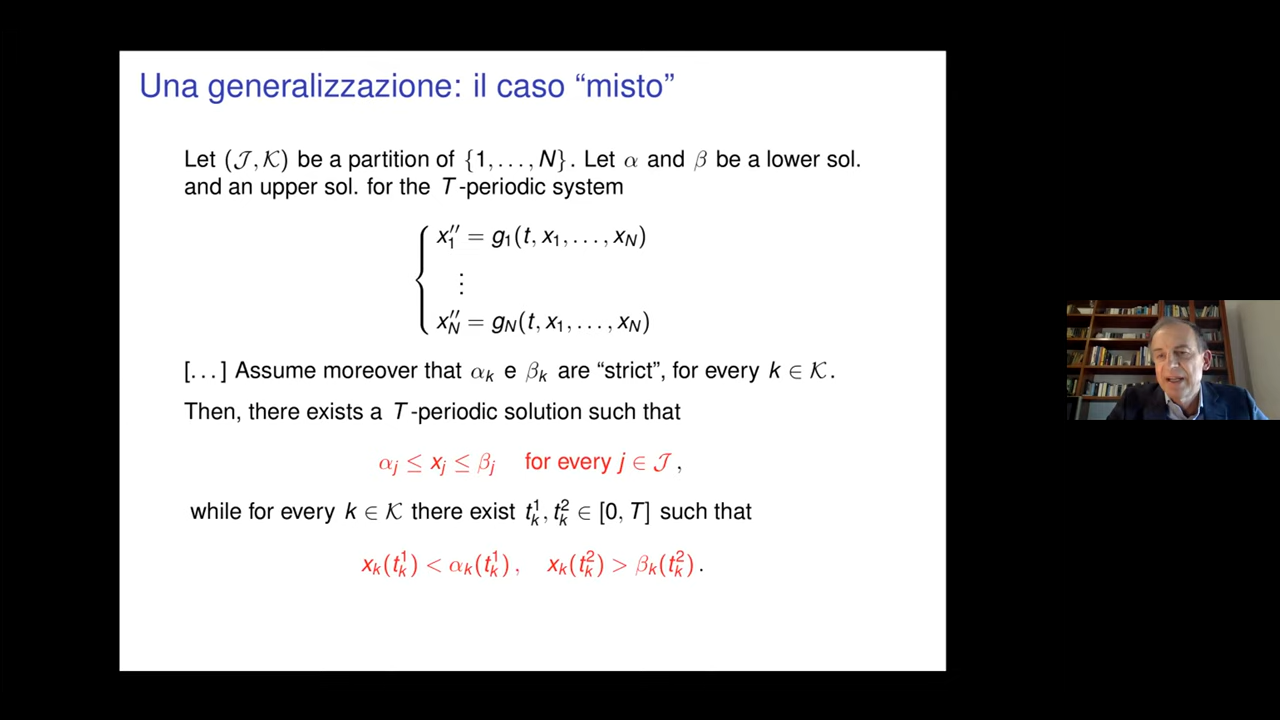 Una generalizzazione: il caso “misto”
Let (𝒥, 𝒦) be a partition of {1, . . . , N}. Let α and β be a lower sol.
and an upper sol. for the T-periodic system
x₁′′ = g₁(t, x₁, . . . , x_N)
⋮
x_N′′ = g_N(t, x₁, . . . , x_N)
[. . . ] Assume moreover that α_k e β_k are “strict”, for every k ∈ 𝒦.
Then, there exists a T-periodic solution such that
α_j ≤ x_j ≤ β_j for every j ∈ 𝒥 ,
while for every k ∈ 𝒦 there exist t_k^1, t_k^2 ∈ [0, T] such that
x_k(t_k^1) < α_k(t_k^1) , x_k(t_k^2) > β_k(t_k^2) .